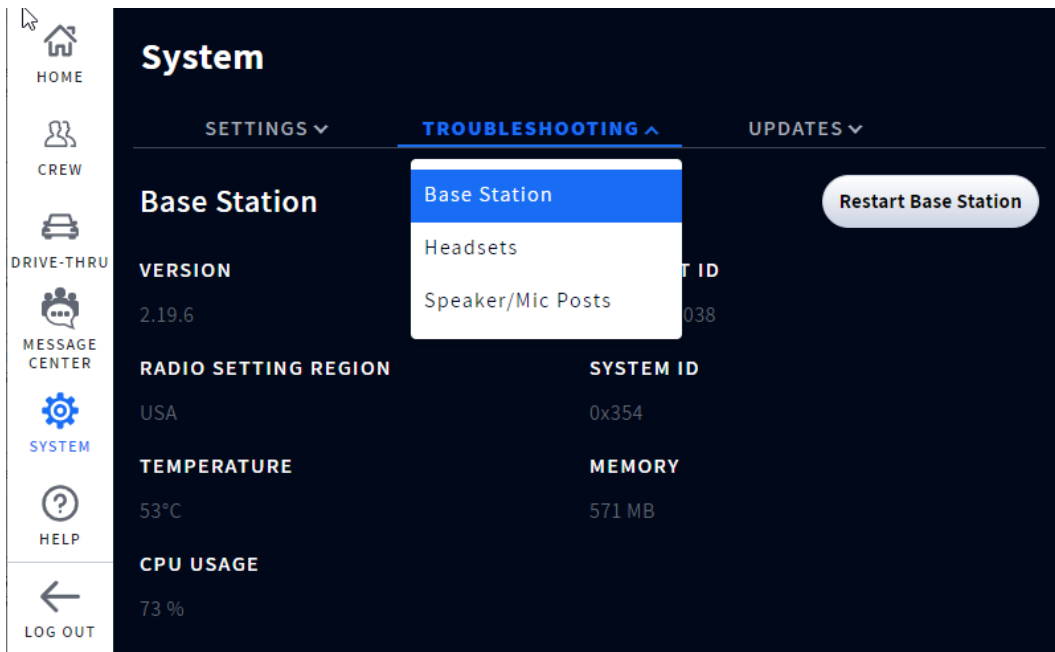 HOME
CREW
DRIVE-THRU
MESSAGE
CENTER
SYSTEM
HELP
LOG OUT
System
SETTINGS
TROUBLESHOOTING
UPDATES
Base Station
Headsets
Speaker/Mic Posts
Base Station
Restart Base Station
VERSION
2.19.6
T ID
038
RADIO SETTING REGION
USA
SYSTEM ID
0x354
TEMPERATURE
53°C
MEMORY
571 MB
CPU USAGE
73 %